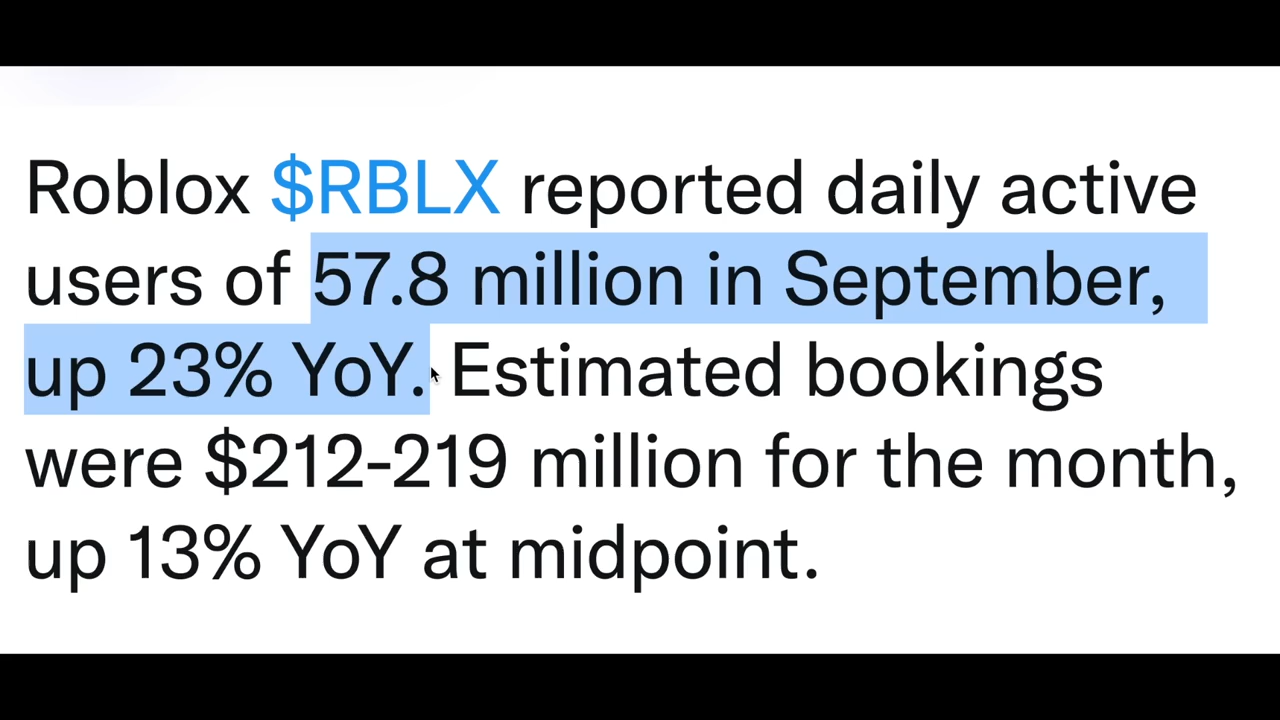 Roblox $RBLX reported daily active
users of 57.8 million in September,
up 23% YoY. Estimated bookings
were $212-219 million for the month,
up 13% YoY at midpoint.